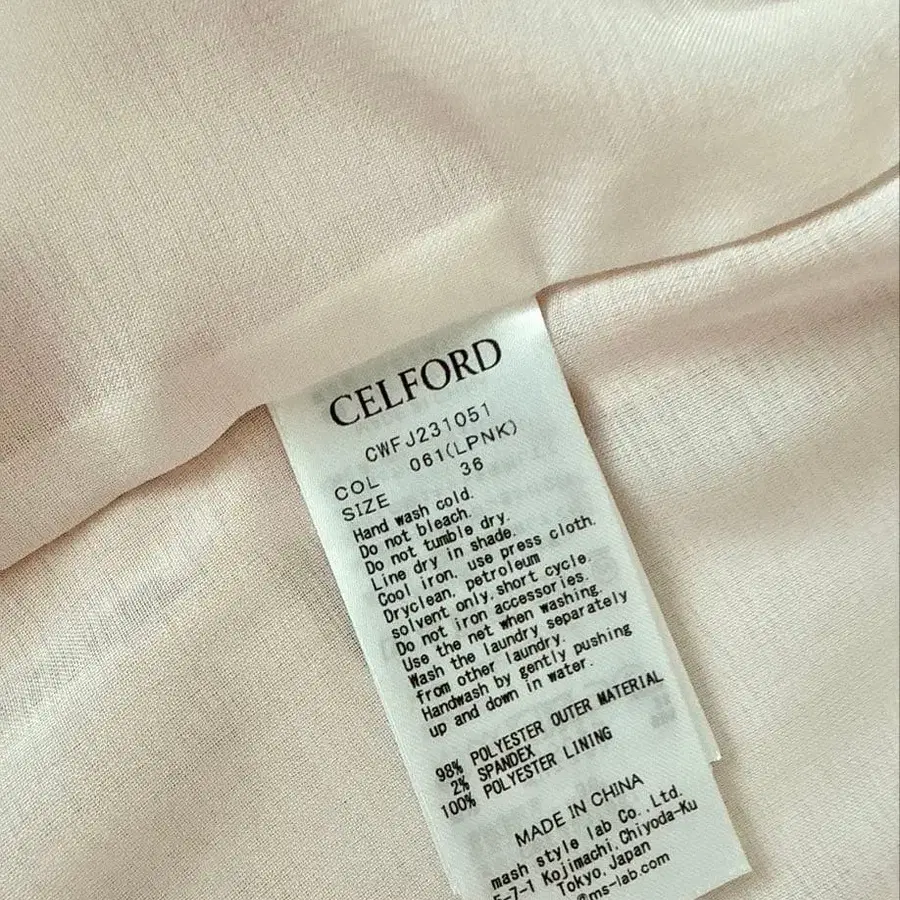 CELFORD
CWFJ231051
COL 061(LPNK)
SIZE 36
Hand wash cold.
Do not bleach.
Do not tumble dry.
Line dry in shade.
Cool iron, use press cloth.
Dryclean, petroleum
solvent only,short cycle.
Do not iron accessories.
Use the net when washing.
Wash the laundry separately
from other laundry.
Handwash by gently pushing
up and down in water.
98% POLYESTER OUTER MATERIAL
2% SPANDEX
100% POLYESTER LINING
MADE IN CHINA
mash style lab Co.,Ltd.
5-7-1 Kojimachi,Chiyoda-Ku
Tokyo,Japan
@ms-lab.com